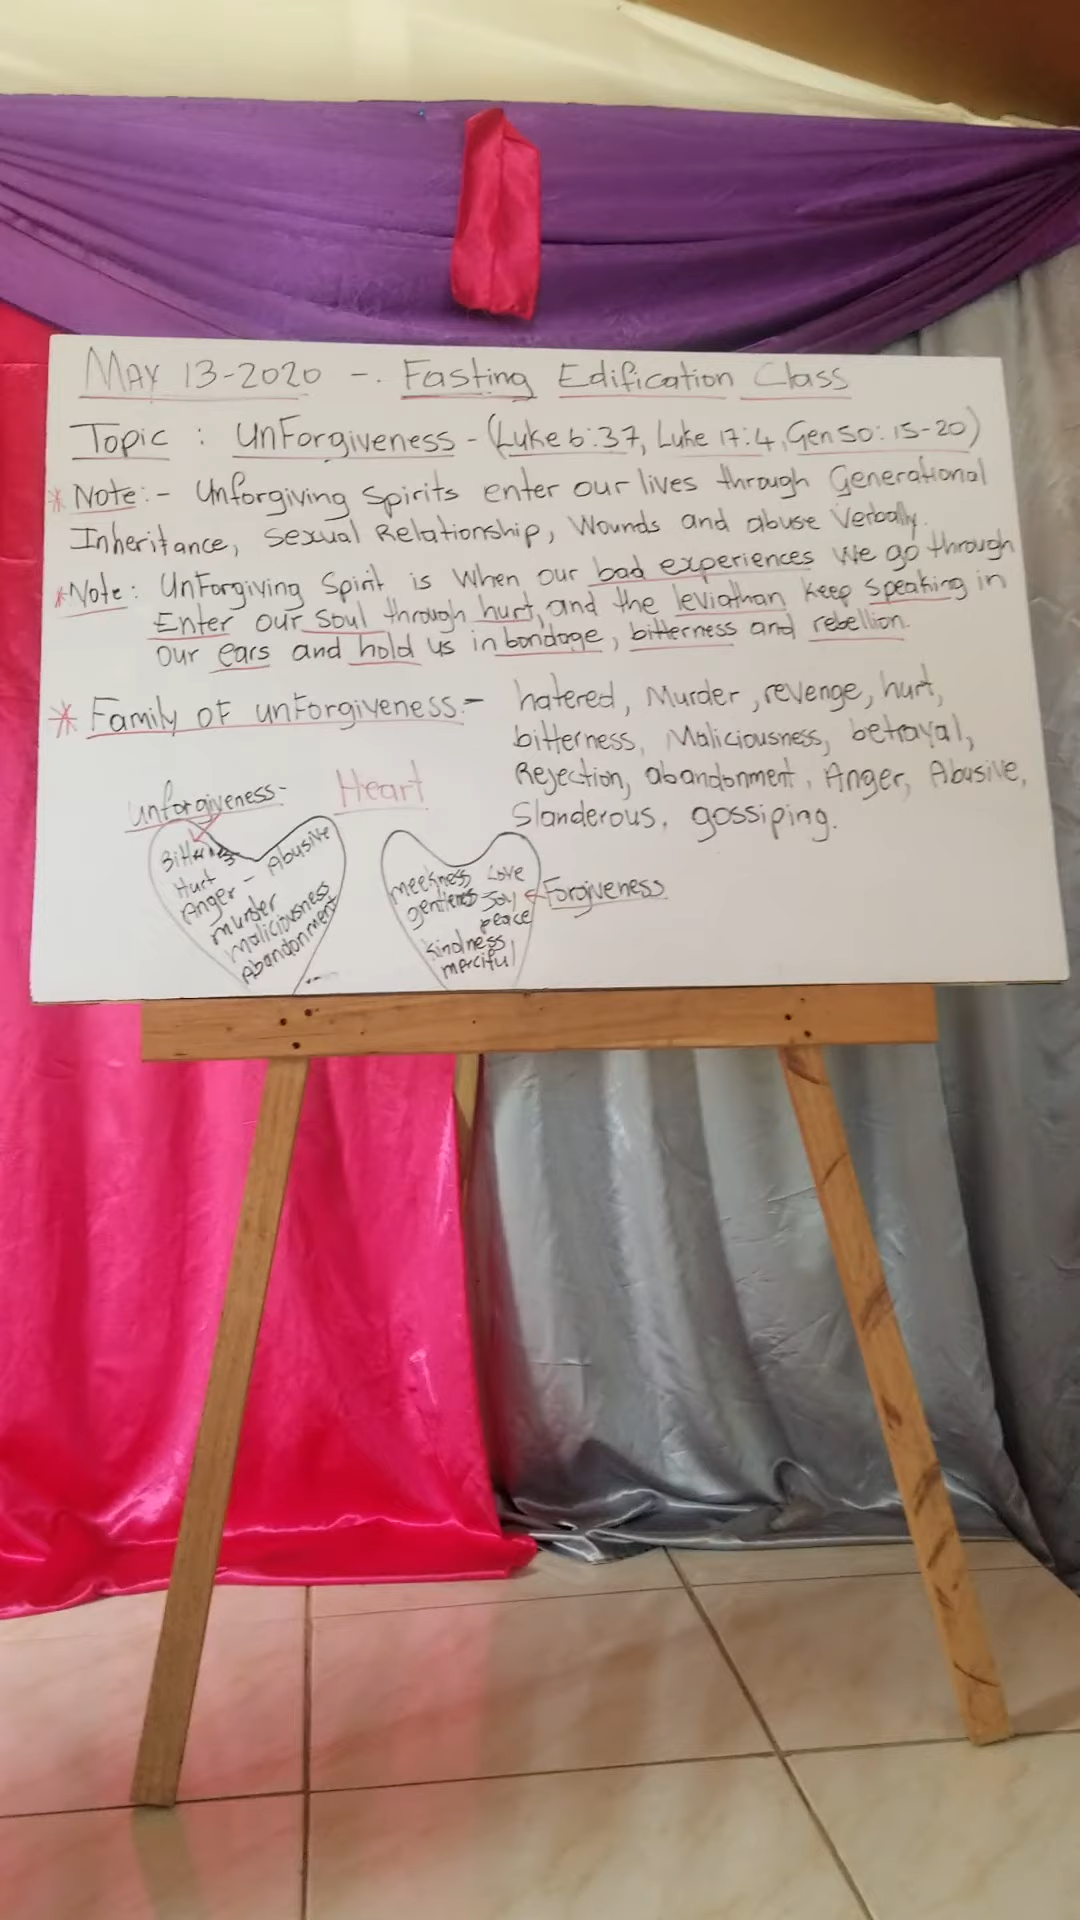 MAY 13-2020 -. Fasting Edification Class
Topic : UnForgiveness - (Luke 6:37, Luke 17:4, Gen 50: 15-20)
* Note:- Unforgiving Spirits enter our lives through Generational
Inheritance, Sexual Relationship, Wounds and abuse Verbally.
*Note: UnForgiving Spirit is When our bad experiences We go through
Enter our Soul through hurt, and the leviathan keep speaking in
Our ears and hold us in bondage, bitterness and rebellion.
* Family OF unForgiveness:- hatered, Murder, revenge, hurt,
bitterness, Maliciousness, betrayal,
Rejection, abandonment, Anger, Abusive,
Slanderous, gossiping.
unforgiveness- Heart
Hurt
Anger - Abusive
murder
maliciousness
Abandonment
meekness Love
gentleness Joy
peace
kindness
merciful
Forgiveness